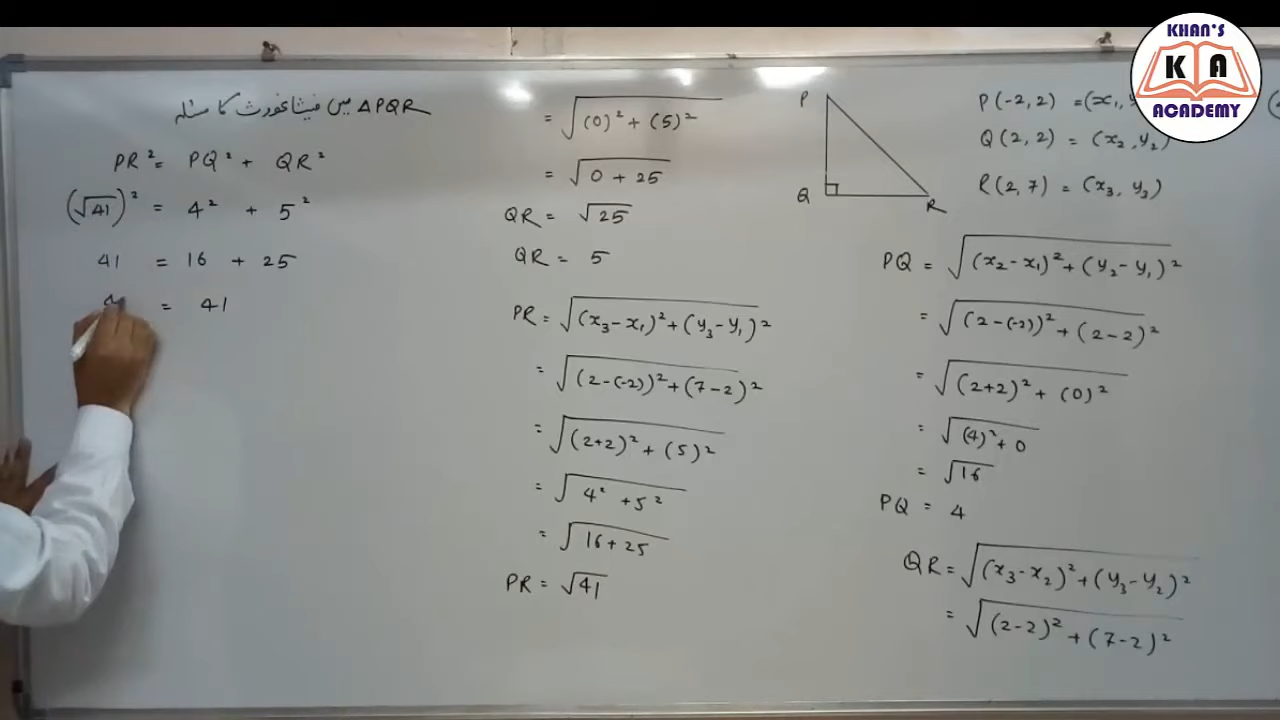 KHAN'S
K A
ACADEMY
P
Q
R
P(-2, 2) = (x₁, y
Q(2, 2) = (x₂, y₂)
R(2, 7) = (x₃, y₃)
PQ = √((x₂ - x₁)² + (y₂ - y₁)²)
= √((2 - (-2))² + (2 - 2)²)
= √((2+2)² + (0)²)
= √((4)² + 0)
= √16
PQ = 4
QR = √((x₃ - x₂)² + (y₃ - y₂)²)
= √((2-2)² + (7-2)²)
= √((0)² + (5)²)
= √(0 + 25)
QR = √25
QR = 5
PR = √((x₃ - x₁)² + (y₃ - y₁)²)
= √((2 - (-2))² + (7 - 2)²)
= √((2+2)² + (5)²)
= √(4² + 5²)
= √(16 + 25)
PR = √41
△PQR میں فیثاغورث کا مسئلہ
PR² = PQ² + QR²
(√41)² = 4² + 5²
41 = 16 + 25
4 = 41